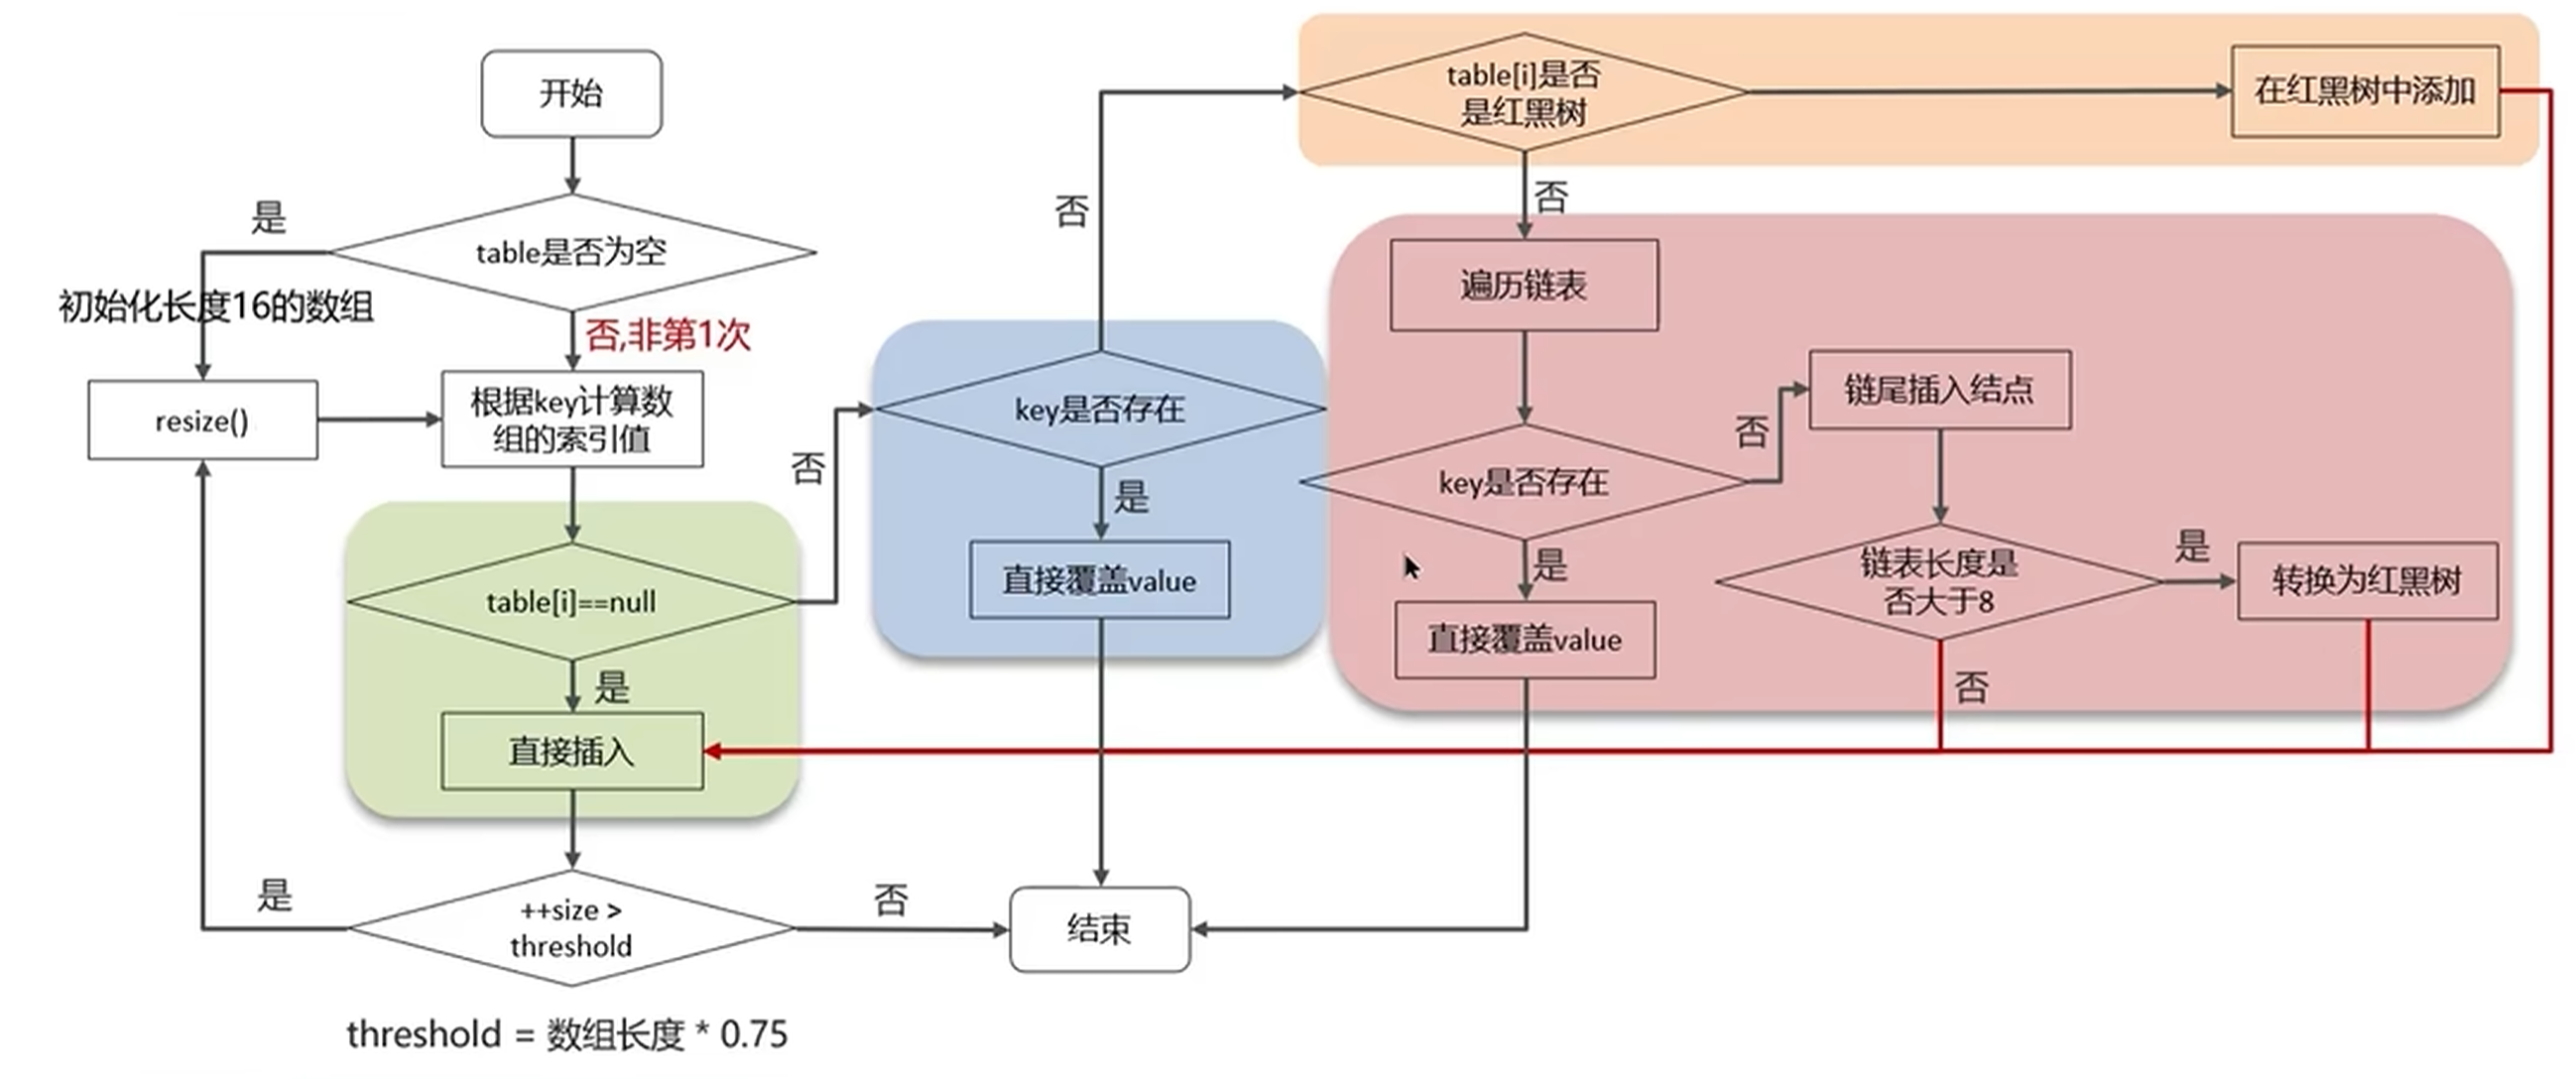 开始
是
table是否为空
初始化长度16的数组
否,非第1次
resize()
根据key计算数
组的索引值
table[i]==null
否
是
直接插入
是
++size >
threshold
否
threshold = 数组长度 * 0.75
key是否存在
否
是
直接覆盖value
结束
table[i]是否
是红黑树
在红黑树中添加
否
遍历链表
key是否存在
否
链尾插入结点
是
直接覆盖value
链表长度是
否大于8
是
转换为红黑树
否